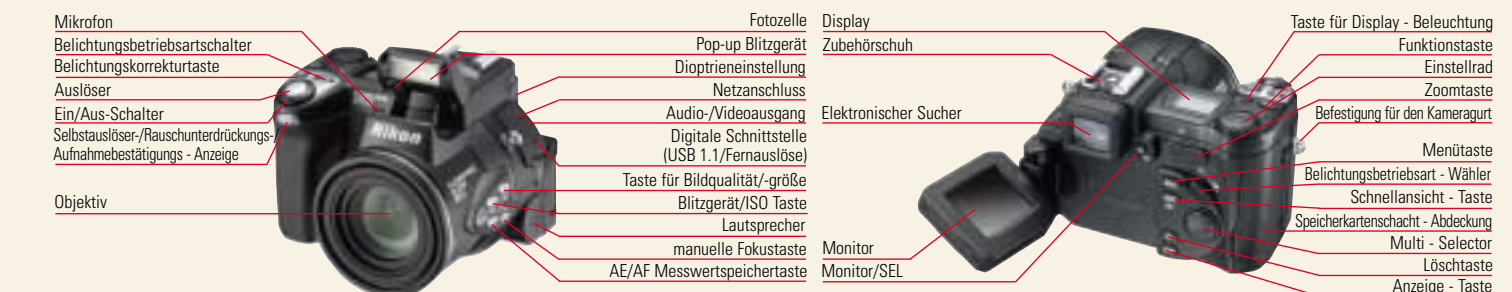 Mikrofon
Belichtungsbetriebsartschalter
Belichtungskorrekturtaste
Auslöser
Ein/Aus-Schalter
Selbstauslöser-/Rauschunterdrückungs-/
Aufnahmebestätigungs - Anzeige
Objektiv
Nikon
Fotozelle
Pop-up Blitzgerät
Dioptrieneinstellung
Netzanschluss
Audio-/Videoausgang
Digitale Schnittstelle
(USB 1.1/Fernauslöse)
Taste für Bildqualität/-größe
Blitzgerät/ISO Taste
Lautsprecher
manuelle Fokustaste
AE/AF Messwertspeichertaste
Display
Zubehörschuh
Elektronischer Sucher
Monitor
Monitor/SEL
Taste für Display - Beleuchtung
Funktionstaste
Einstellrad
Zoomtaste
Befestigung für den Kameragurt
Menütaste
Belichtungsbetriebsart - Wähler
Schnellansicht - Taste
Speicherkartenschacht - Abdeckung
Multi - Selector
Löschtaste
Anzeige - Taste